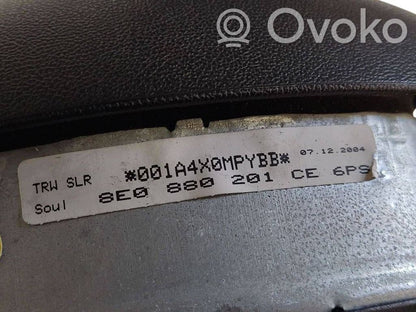 Ovoko
TRW SLR *001A4X0MPYBB* 07.12.2004
Soul 8E0 880 201 CE 6PS